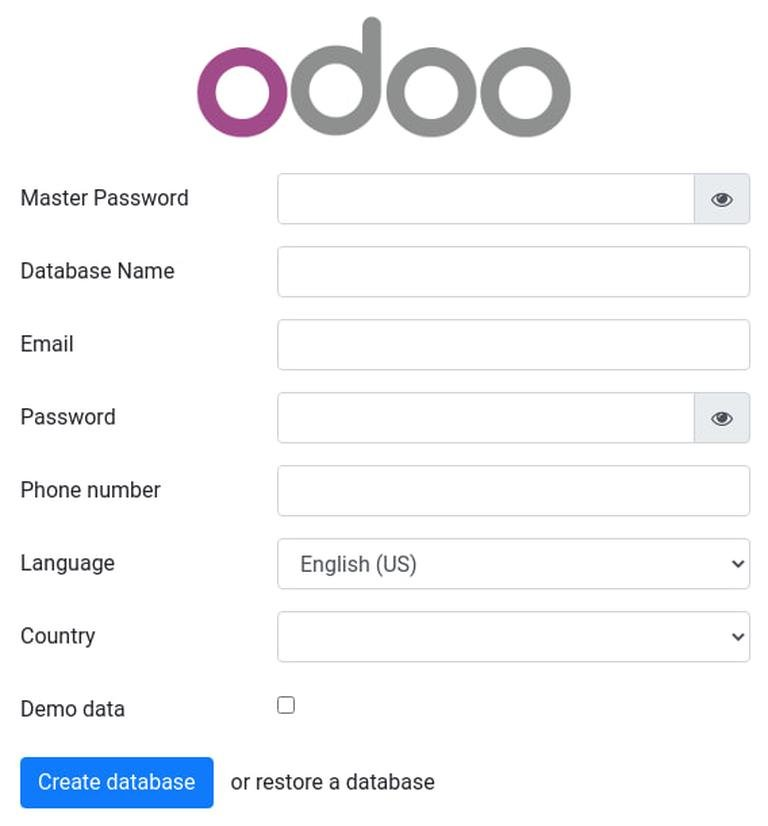 odoo
Master Password
Database Name
Email
Password
Phone number
Language English (US)
Country
Demo data
Create database or restore a database